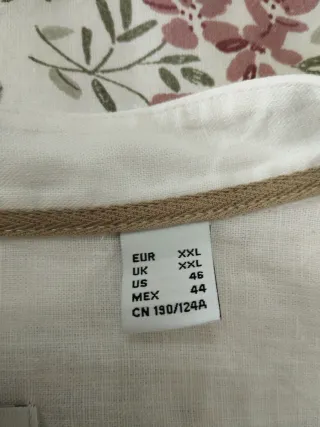 EUR XXL
UK XXL
US 46
MEX 44
CN 190/124A